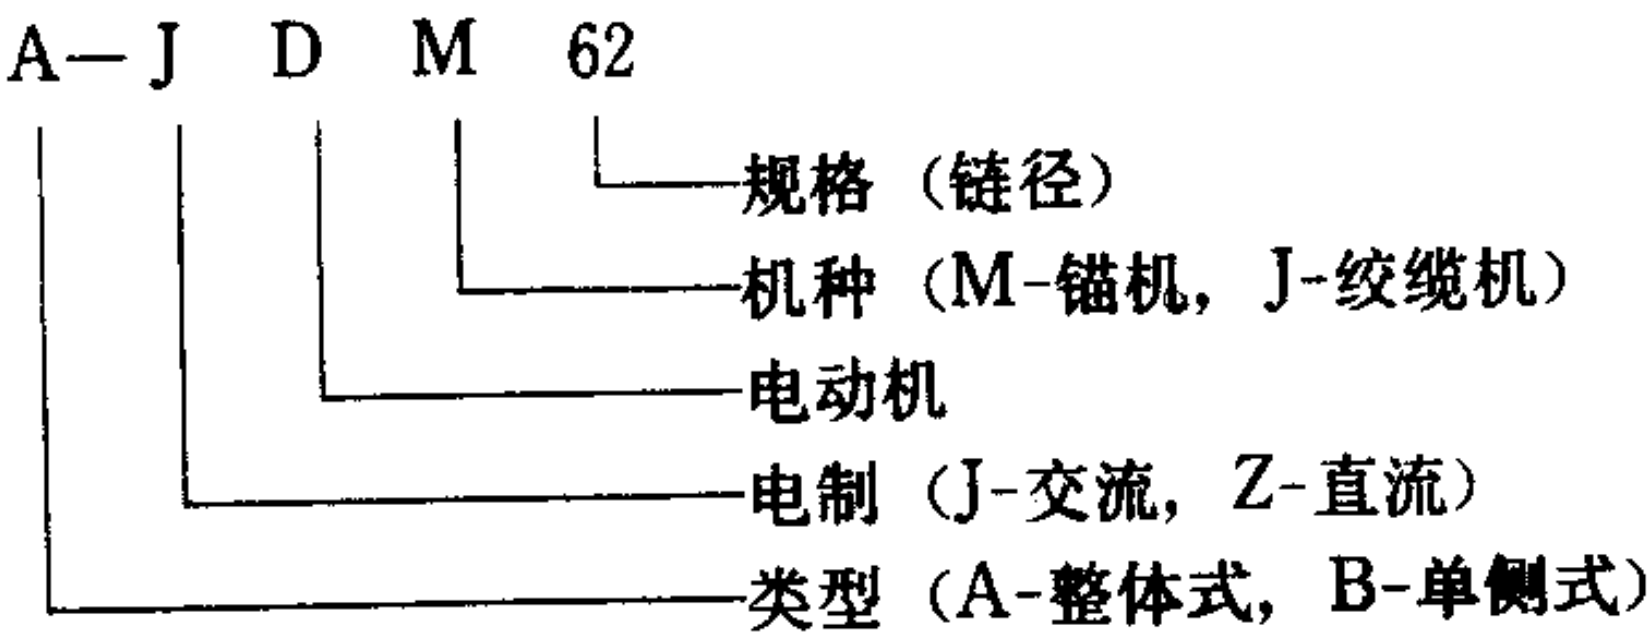 A—J D M 62
规格（链径）
机种（M-锚机，J-绞缆机）
电动机
电制（J-交流，Z-直流）
类型（A-整体式，B-单侧式）